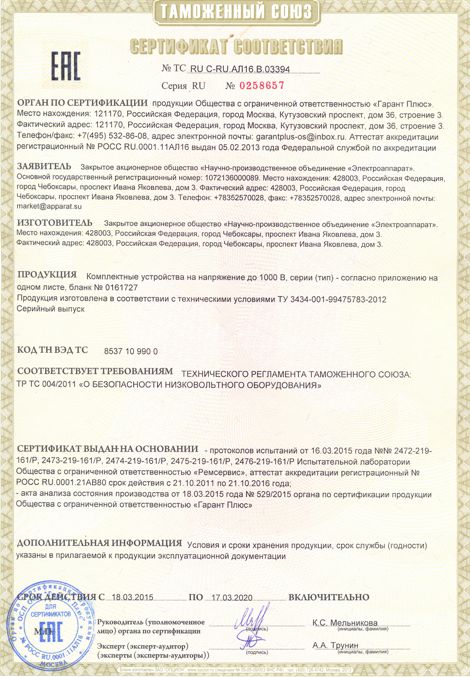 ТАМОЖЕННЫЙ СОЮЗ
СЕРТИФИКАТ СООТВЕТСТВИЯ
ЕАС
№ ТС RU C-RU.АЛ16.В.03394
Серия RU № 0258657
ОРГАН ПО СЕРТИФИКАЦИИ продукции Общества с ограниченной ответственностью «Гарант Плюс».
Место нахождения: 121170, Российская Федерация, город Москва, Кутузовский проспект, дом 36, строение 3.
Фактический адрес: 121170, Российская Федерация, город Москва, Кутузовский проспект, дом 36, строение 3.
Телефон/факс: +7(495) 532-86-08, адрес электронной почты: garantplus-os@inbox.ru. Аттестат аккредитации
регистрационный № РОСС RU.0001.11АЛ16 выдан 05.02.2013 года Федеральной службой по аккредитации
ЗАЯВИТЕЛЬ Закрытое акционерное общество «Научно-производственное объединение «Электроаппарат».
Основной государственный регистрационный номер: 1072136000089. Место нахождения: 428003, Российская
Федерация, город Чебоксары, проспект Ивана Яковлева, дом 3. Фактический адрес: 428003, Российская Федерация,
город Чебоксары, проспект Ивана Яковлева, дом 3. Телефон: +78352570028, факс: +78352570028, адрес электронной почты:
market@apparat.su
ИЗГОТОВИТЕЛЬ Закрытое акционерное общество «Научно-производственное объединение «Электроаппарат».
Место нахождения: 428003, Российская Федерация, город Чебоксары, проспект Ивана Яковлева, дом 3.
Фактический адрес: 428003, Российская Федерация, город Чебоксары, проспект Ивана Яковлева, дом 3.
ПРОДУКЦИЯ Комплектные устройства на напряжение до 1000 В, серии (тип) - согласно приложению на
одном листе, бланк № 0161727
Продукция изготовлена в соответствии с техническими условиями ТУ 3434-001-99475783-2012
Серийный выпуск
КОД ТН ВЭД ТС 8537 10 990 0
СООТВЕТСТВУЕТ ТРЕБОВАНИЯМ ТЕХНИЧЕСКОГО РЕГЛАМЕНТА ТАМОЖЕННОГО СОЮЗА:
ТР ТС 004/2011 «О БЕЗОПАСНОСТИ НИЗКОВОЛЬТНОГО ОБОРУДОВАНИЯ»
СЕРТИФИКАТ ВЫДАН НА ОСНОВАНИИ - протоколов испытаний от 16.03.2015 года №№ 2472-219-
161/Р, 2473-219-161/Р, 2474-219-161/Р, 2475-219-161/Р, 2476-219-161/Р Испытательной лаборатории
Общества с ограниченной ответственностью «Ремсервис», аттестат аккредитации регистрационный №
РОСС RU.0001.21АВ80 срок действия с 21.10.2011 по 21.10.2016 года;
- акта анализа состояния производства от 18.03.2015 года № 529/2015 органа по сертификации продукции
Общества с ограниченной ответственностью «Гарант Плюс»
ДОПОЛНИТЕЛЬНАЯ ИНФОРМАЦИЯ Условия и сроки хранения продукции, срок службы (годности)
указаны в прилагаемой к продукции эксплуатационной документации
СРОК ДЕЙСТВИЯ С 18.03.2015 ПО 17.03.2020 ВКЛЮЧИТЕЛЬНО
ДЛЯ
СЕРТИФИКАТОВ
ЕАС
М.П.
Руководитель (уполномоченное
лицо) органа по сертификации
(подпись)
К.С. Мельникова
(инициалы, фамилия)
Эксперт (эксперт-аудитор)
(эксперты (эксперты-аудиторы))
(подпись)
А.А. Трунин
(инициалы, фамилия)